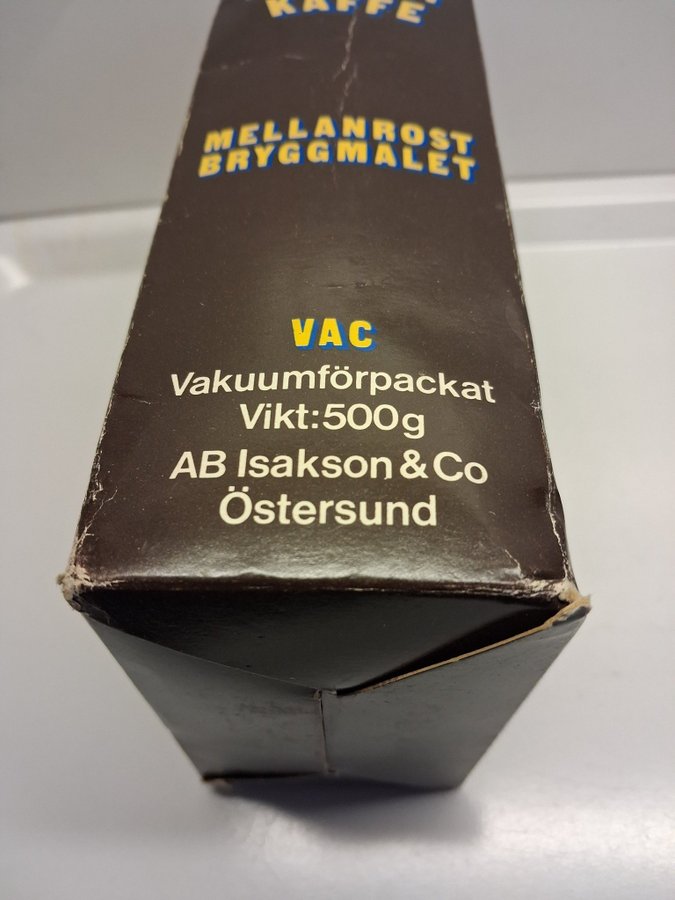 KAFFE
MELLANROST
BRYGGMALET
VAC
Vakuumförpackat
Vikt:500g
AB Isakson & Co
Östersund